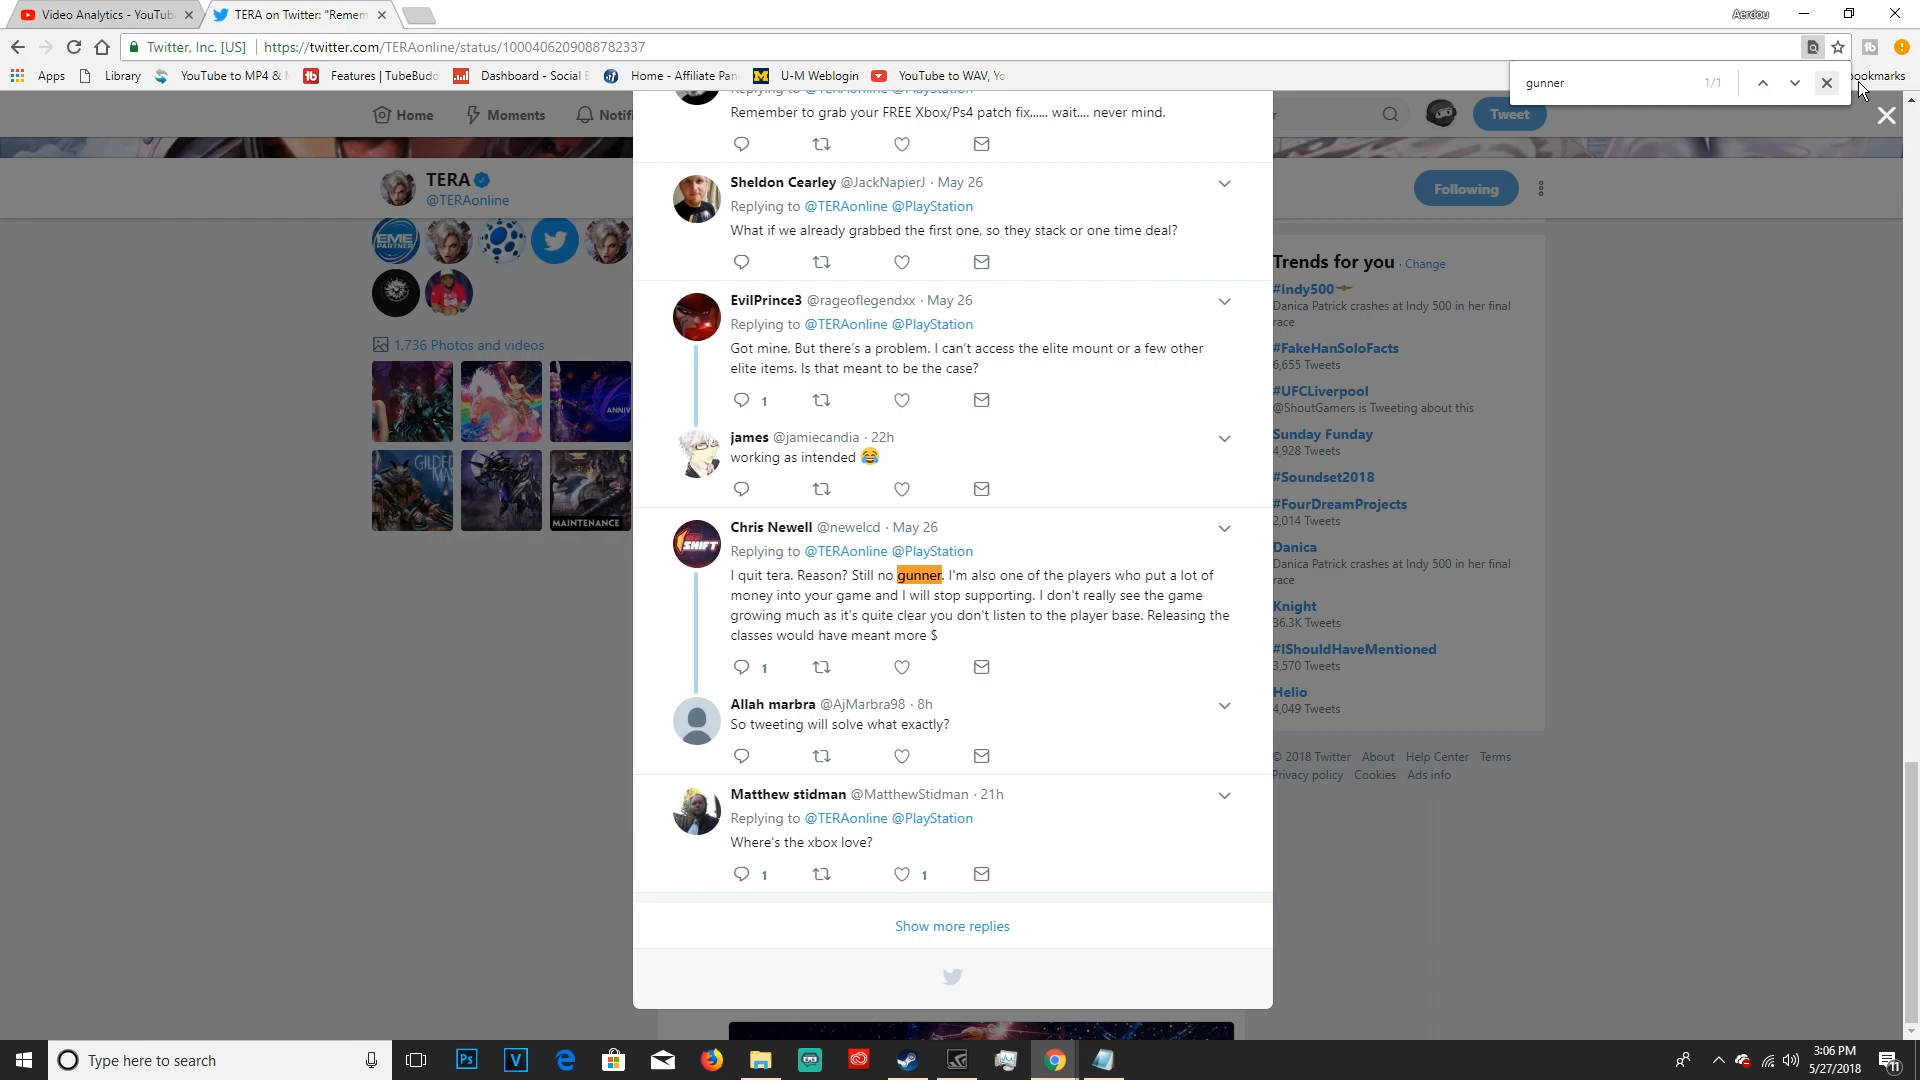 Video Analytics - YouTub
TERA on Twitter: "Remem
Aerdou
Twitter, Inc. [US]
https://twitter.com/TERAonline/status/1000406209088782337
Apps
Library
YouTube to MP4 &
Features | TubeBudd
Dashboard - Social
Home - Affiliate Pan
U-M Weblogin
YouTube to WAV, Yo
bookmarks
gunner
1/1
Home
Moments
Notifi
Tweet
TERA
@TERAonline
Following
EME
PARTNER
1,736 Photos and videos
ANNIV
MAINTENANCE
Replying to @TERAonline @PlayStation
Remember to grab your FREE Xbox/Ps4 patch fix...... wait.... never mind.
Sheldon Cearley @JackNapierJ · May 26
Replying to @TERAonline @PlayStation
What if we already grabbed the first one, so they stack or one time deal?
EvilPrince3 @rageoflegendxx · May 26
Replying to @TERAonline @PlayStation
Got mine. But there's a problem. I can't access the elite mount or a few other
elite items. Is that meant to be the case?
1
james @jamiecandia · 22h
working as intended 😂
SHIFT
Chris Newell @newelcd · May 26
Replying to @TERAonline @PlayStation
I quit tera. Reason? Still no gunner. I'm also one of the players who put a lot of
money into your game and I will stop supporting. I don't really see the game
growing much as it's quite clear you don't listen to the player base. Releasing the
classes would have meant more $
1
Allah marbra @AjMarbra98 · 8h
So tweeting will solve what exactly?
Matthew stidman @MatthewStidman · 21h
Replying to @TERAonline @PlayStation
Where's the xbox love?
1 1
Show more replies
Trends for you · Change
#Indy500
Danica Patrick crashes at Indy 500 in her final
race
#FakeHanSoloFacts
6,655 Tweets
#UFCLiverpool
@ShoutGamers is Tweeting about this
Sunday Funday
4,928 Tweets
#Soundset2018
#FourDreamProjects
2,014 Tweets
Danica
Danica Patrick crashes at Indy 500 in her final
race
Knight
36.3K Tweets
#IShouldHaveMentioned
3,570 Tweets
Helio
4,049 Tweets
© 2018 Twitter About Help Center Terms
Privacy policy Cookies Ads info
Type here to search
Ps
V
3:06 PM
5/27/2018
11